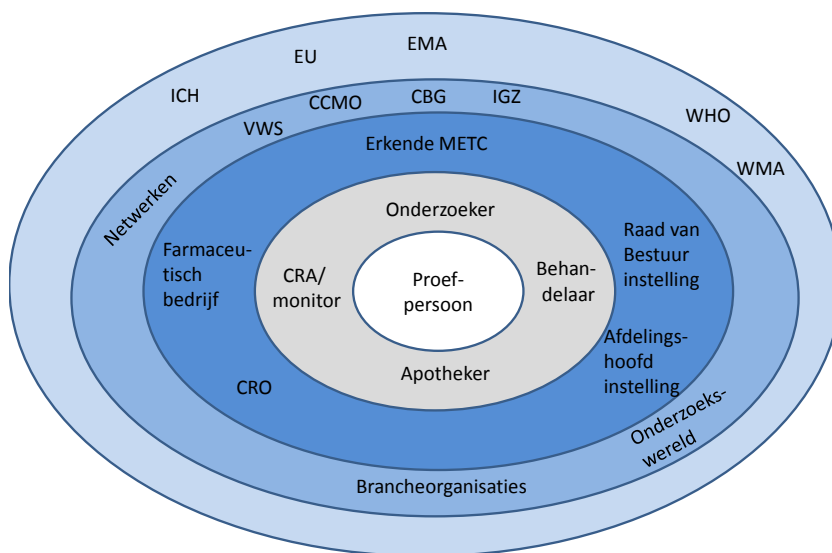 EMA
EU
ICH
WHO
WMA
CBG
IGZ
CCMO
VWS
Netwerken
Onderzoeks-
wereld
Brancheorganisaties
Erkende METC
Farmaceu-
tisch
bedrijf
Raad van
Bestuur
instelling
Afdelings-
hoofd
instelling
CRO
Onderzoeker
CRA/
monitor
Behan-
delaar
Apotheker
Proef-
persoon